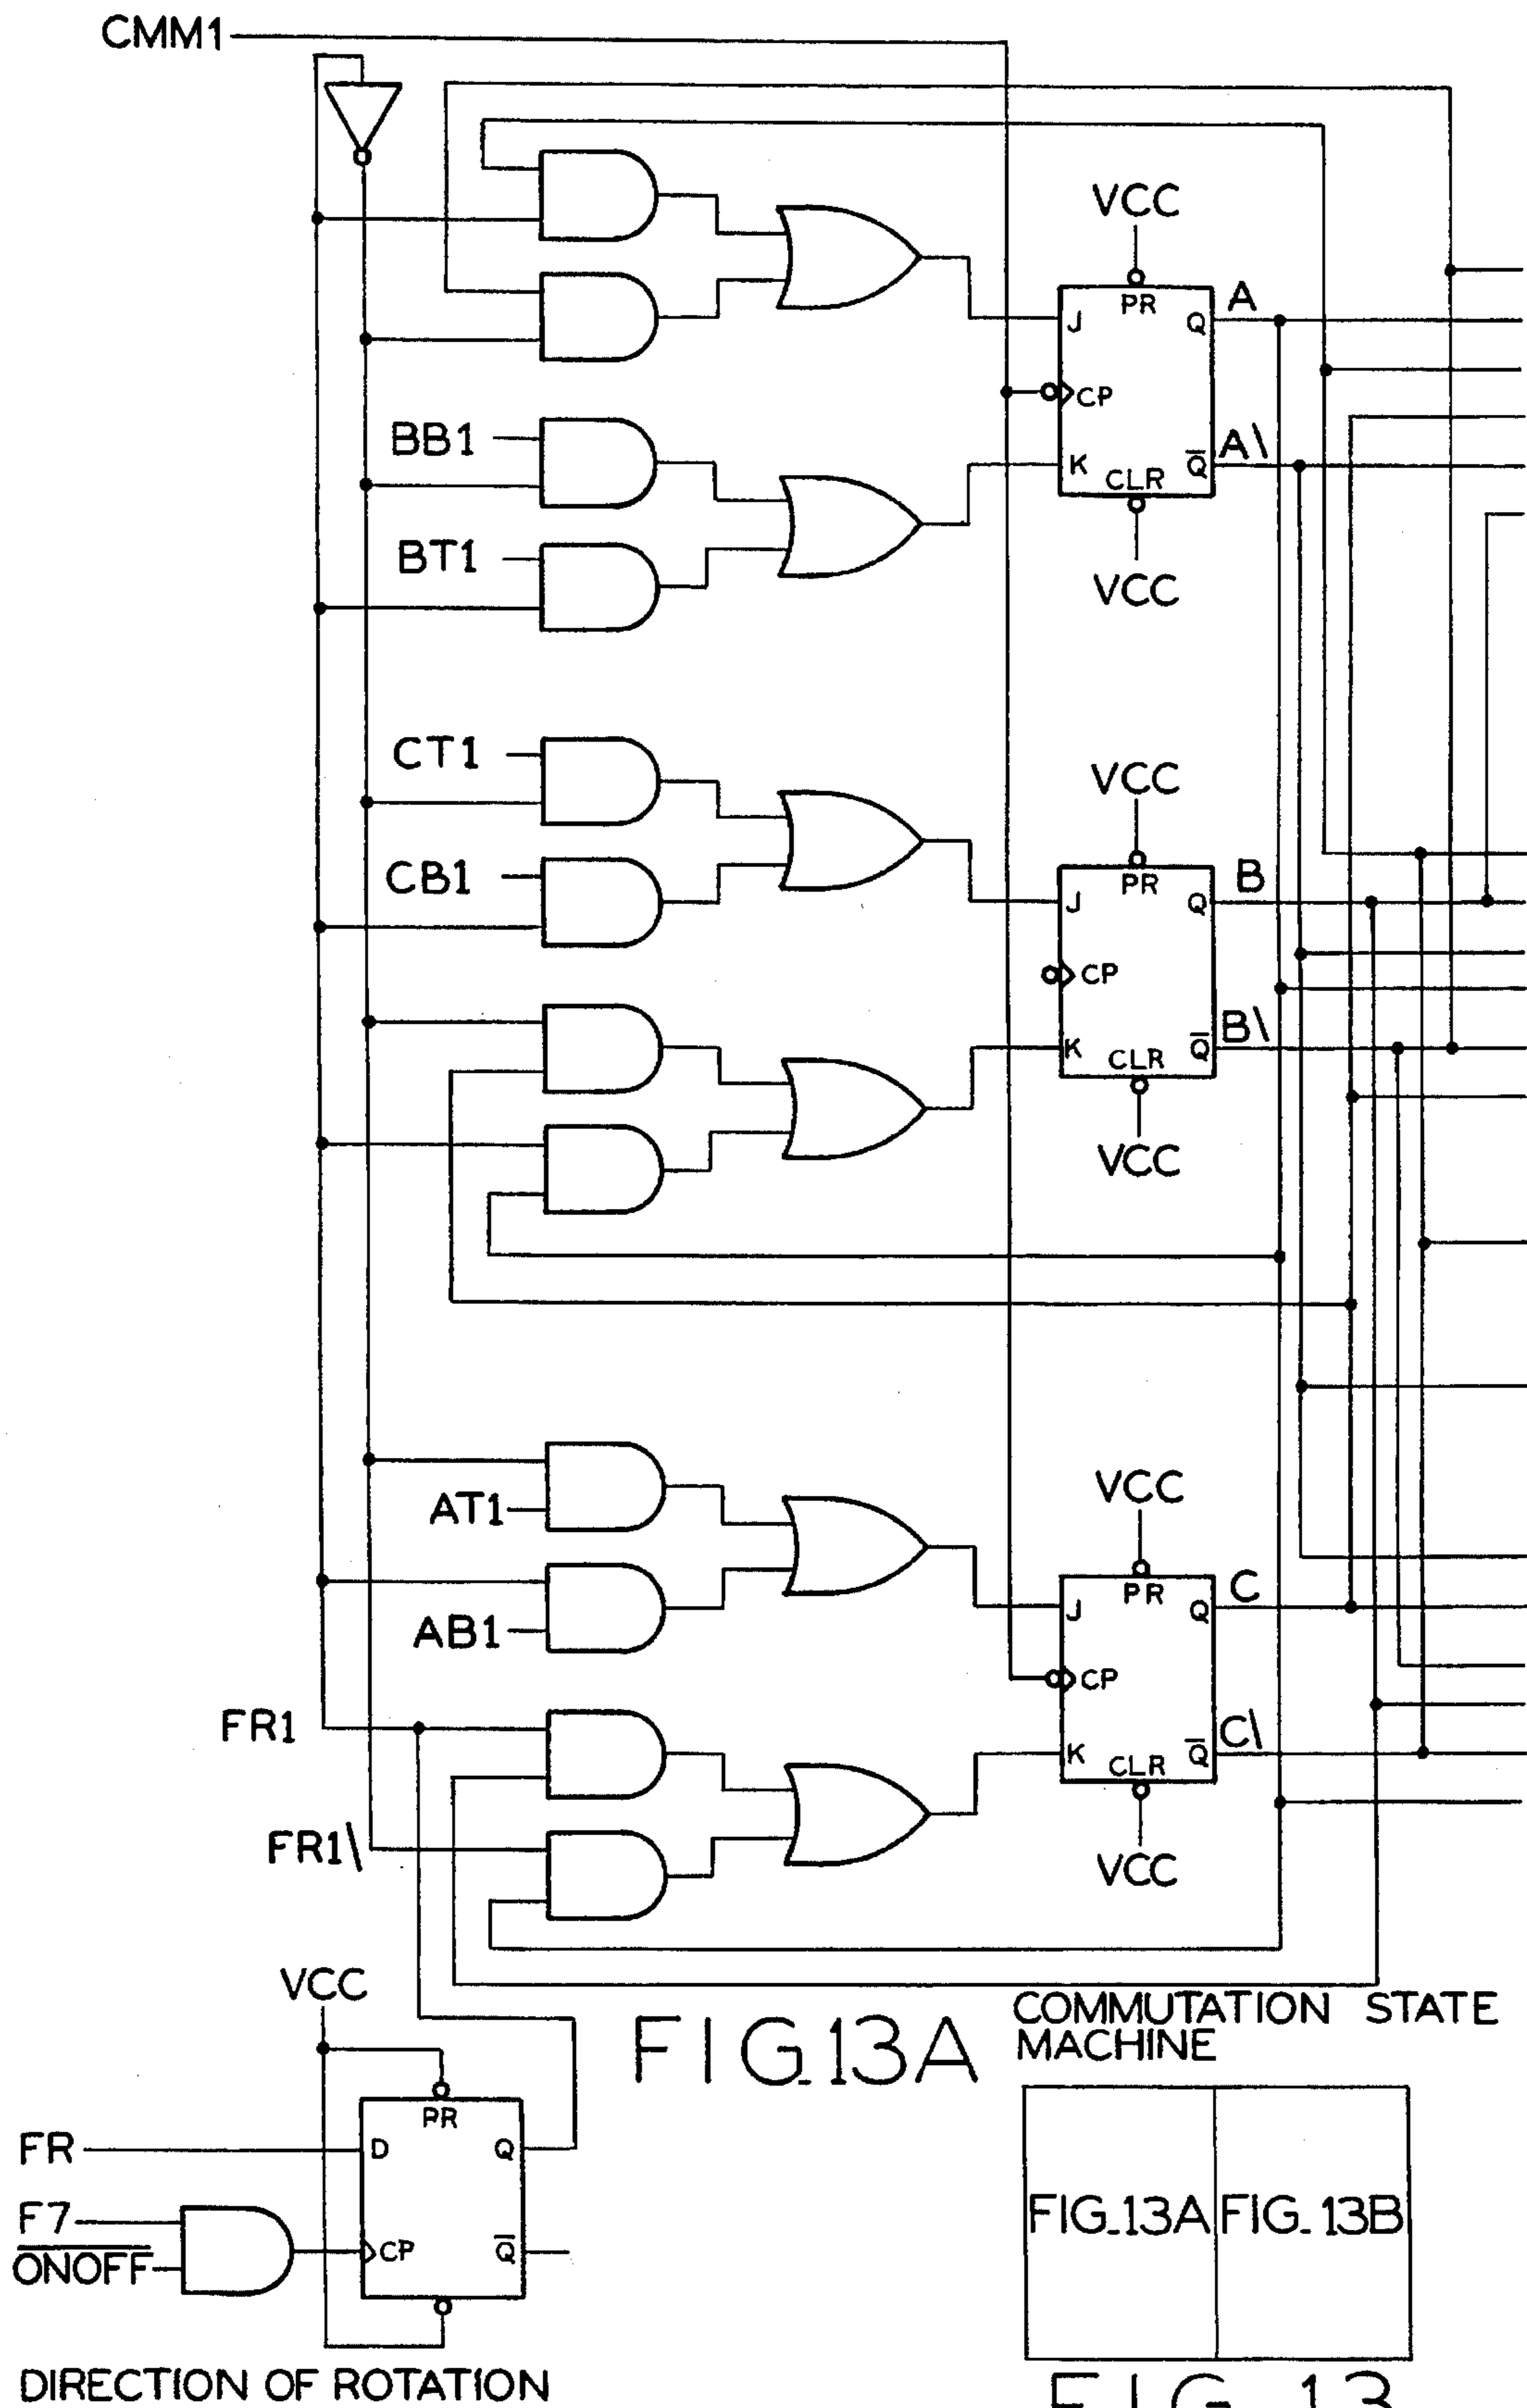 CMM1
VCC
PR
A
J
Q
CP
BB1
A\
K
Q̅
CLR
BT1
VCC
CT1
VCC
CB1
PR
B
J
Q
CP
B\
K
Q̅
CLR
VCC
VCC
AT1
PR
C
J
Q
AB1
CP
FR1
C\
K
Q̅
CLR
FR1\
VCC
VCC
FIG.13A
COMMUTATION STATE
MACHINE
PR
FR
D
Q
F7
FIG.13A
FIG.13B
O̅N̅O̅F̅F̅
CP
Q̅
DIRECTION OF ROTATION
FIG. 13